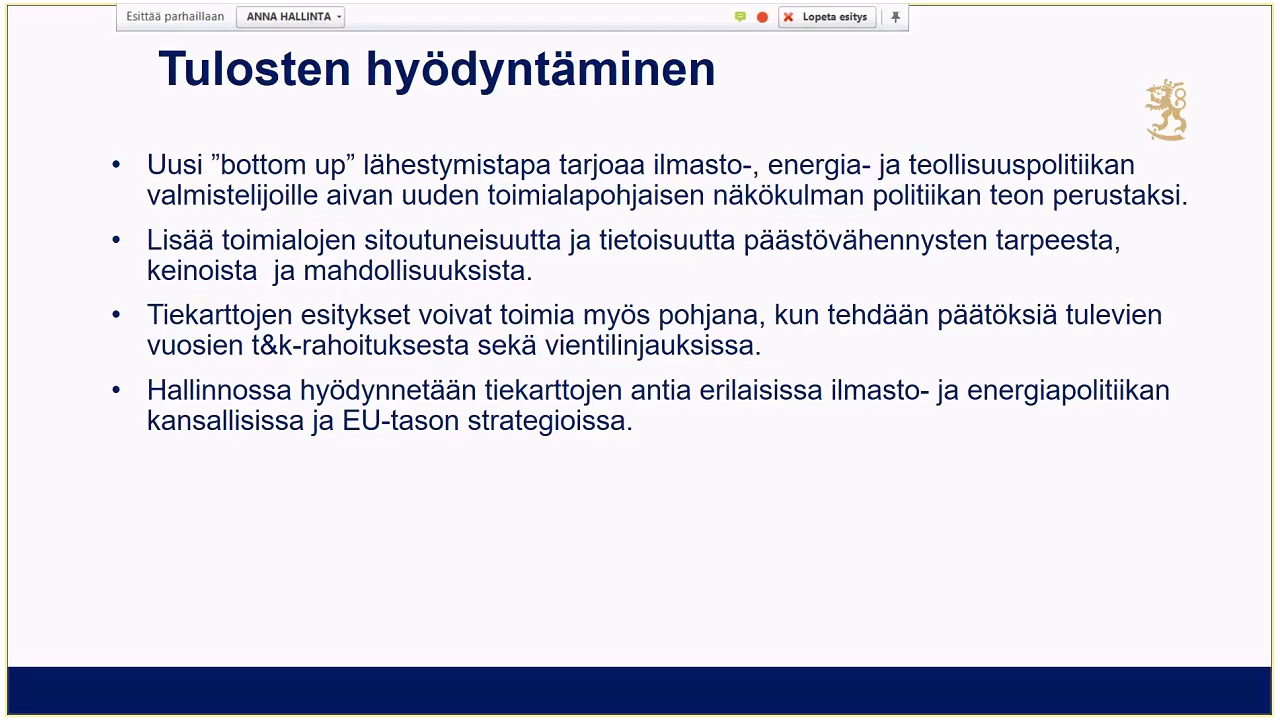 Esittää parhaillaan ANNA HALLINTA Lopeta esitys
Tulosten hyödyntäminen
• Uusi ”bottom up” lähestymistapa tarjoaa ilmasto-, energia- ja teollisuuspolitiikan
valmistelijoille aivan uuden toimialapohjaisen näkökulman politiikan teon perustaksi.
• Lisää toimialojen sitoutuneisuutta ja tietoisuutta päästövähennysten tarpeesta,
keinoista ja mahdollisuuksista.
• Tiekarttojen esitykset voivat toimia myös pohjana, kun tehdään päätöksiä tulevien
vuosien t&k-rahoituksesta sekä vientilinjauksissa.
• Hallinnossa hyödynnetään tiekarttojen antia erilaisissa ilmasto- ja energiapolitiikan
kansallisissa ja EU-tason strategioissa.